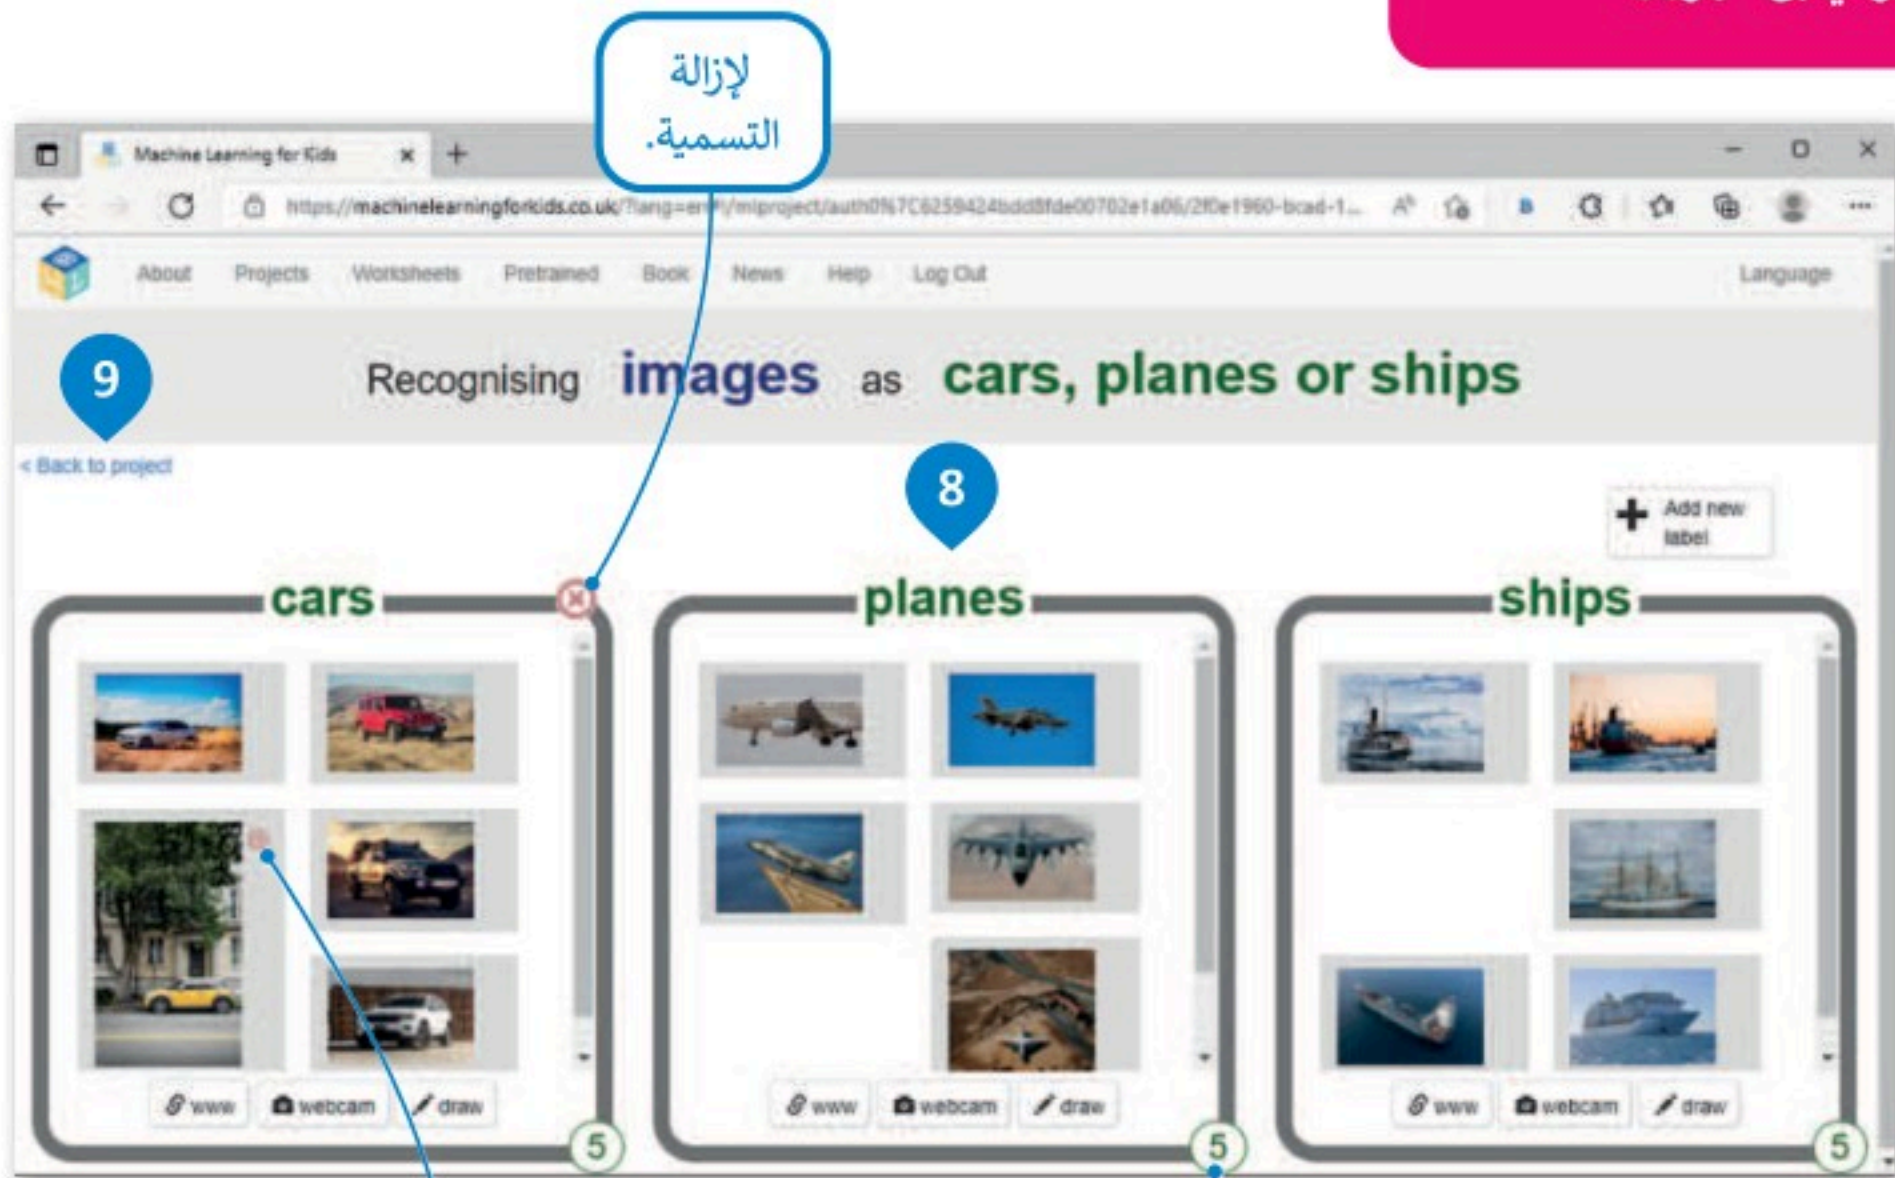 لإزالة
التسمية.
Machine Learning for Kids
About Projects Worksheets Pretrained Book News Help Log Out Language
9
Recognising images as cars, planes or ships
< Back to project
8
Add new
label
cars
planes
ships
www webcam draw
www webcam draw
www webcam draw
5
5
5